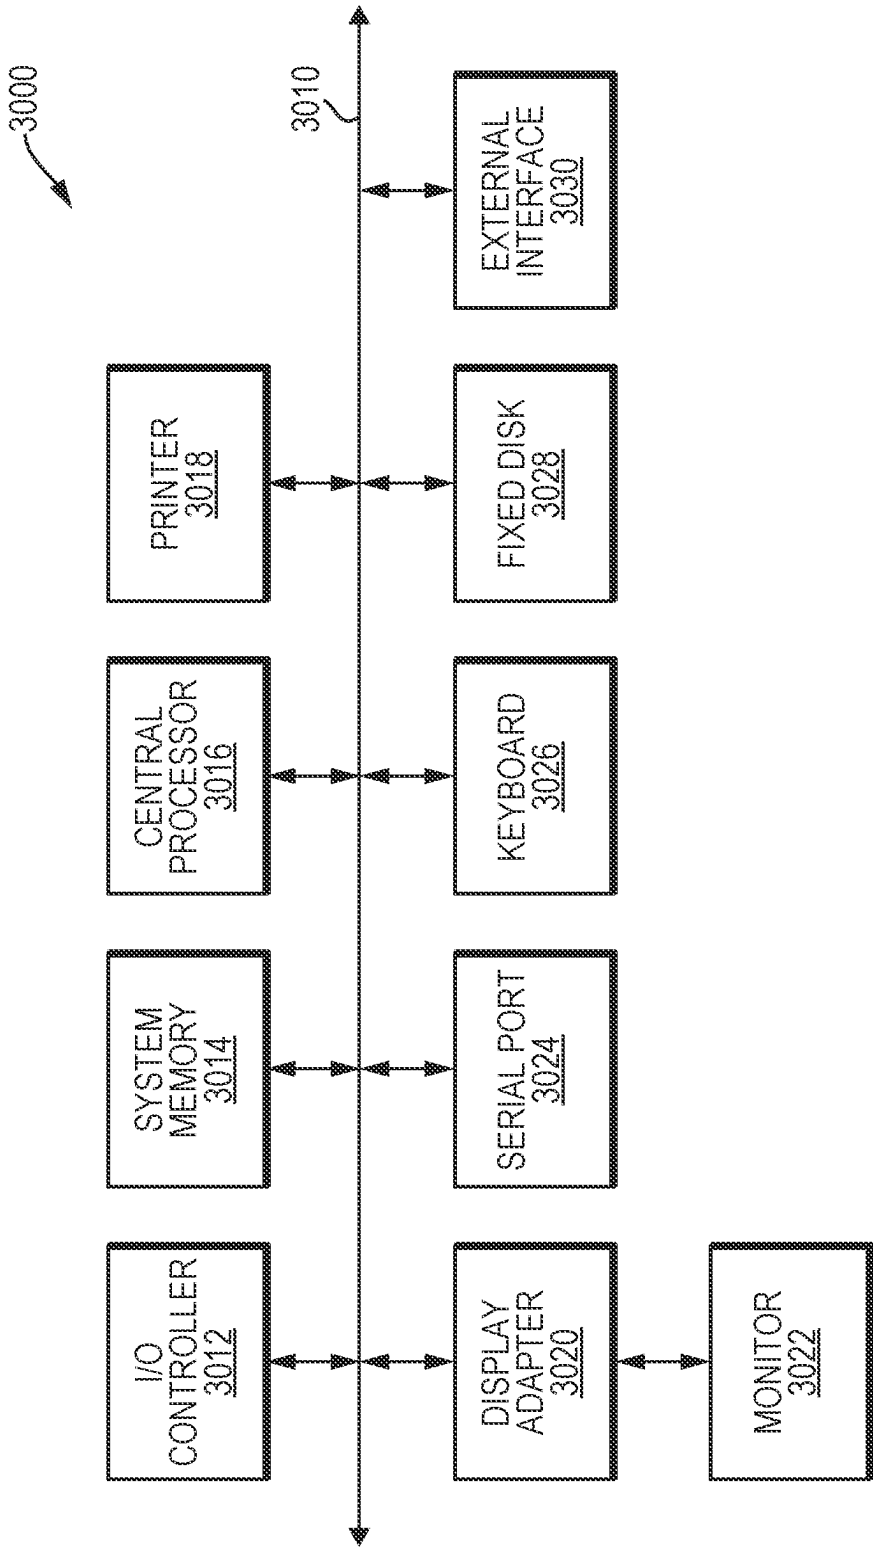 3000
I/O
CONTROLLER
3012
SYSTEM
MEMORY
3014
CENTRAL
PROCESSOR
3016
PRINTER
3018
3010
DISPLAY
ADAPTER
3020
SERIAL PORT
3024
KEYBOARD
3026
FIXED DISK
3028
EXTERNAL
INTERFACE
3030
MONITOR
3022